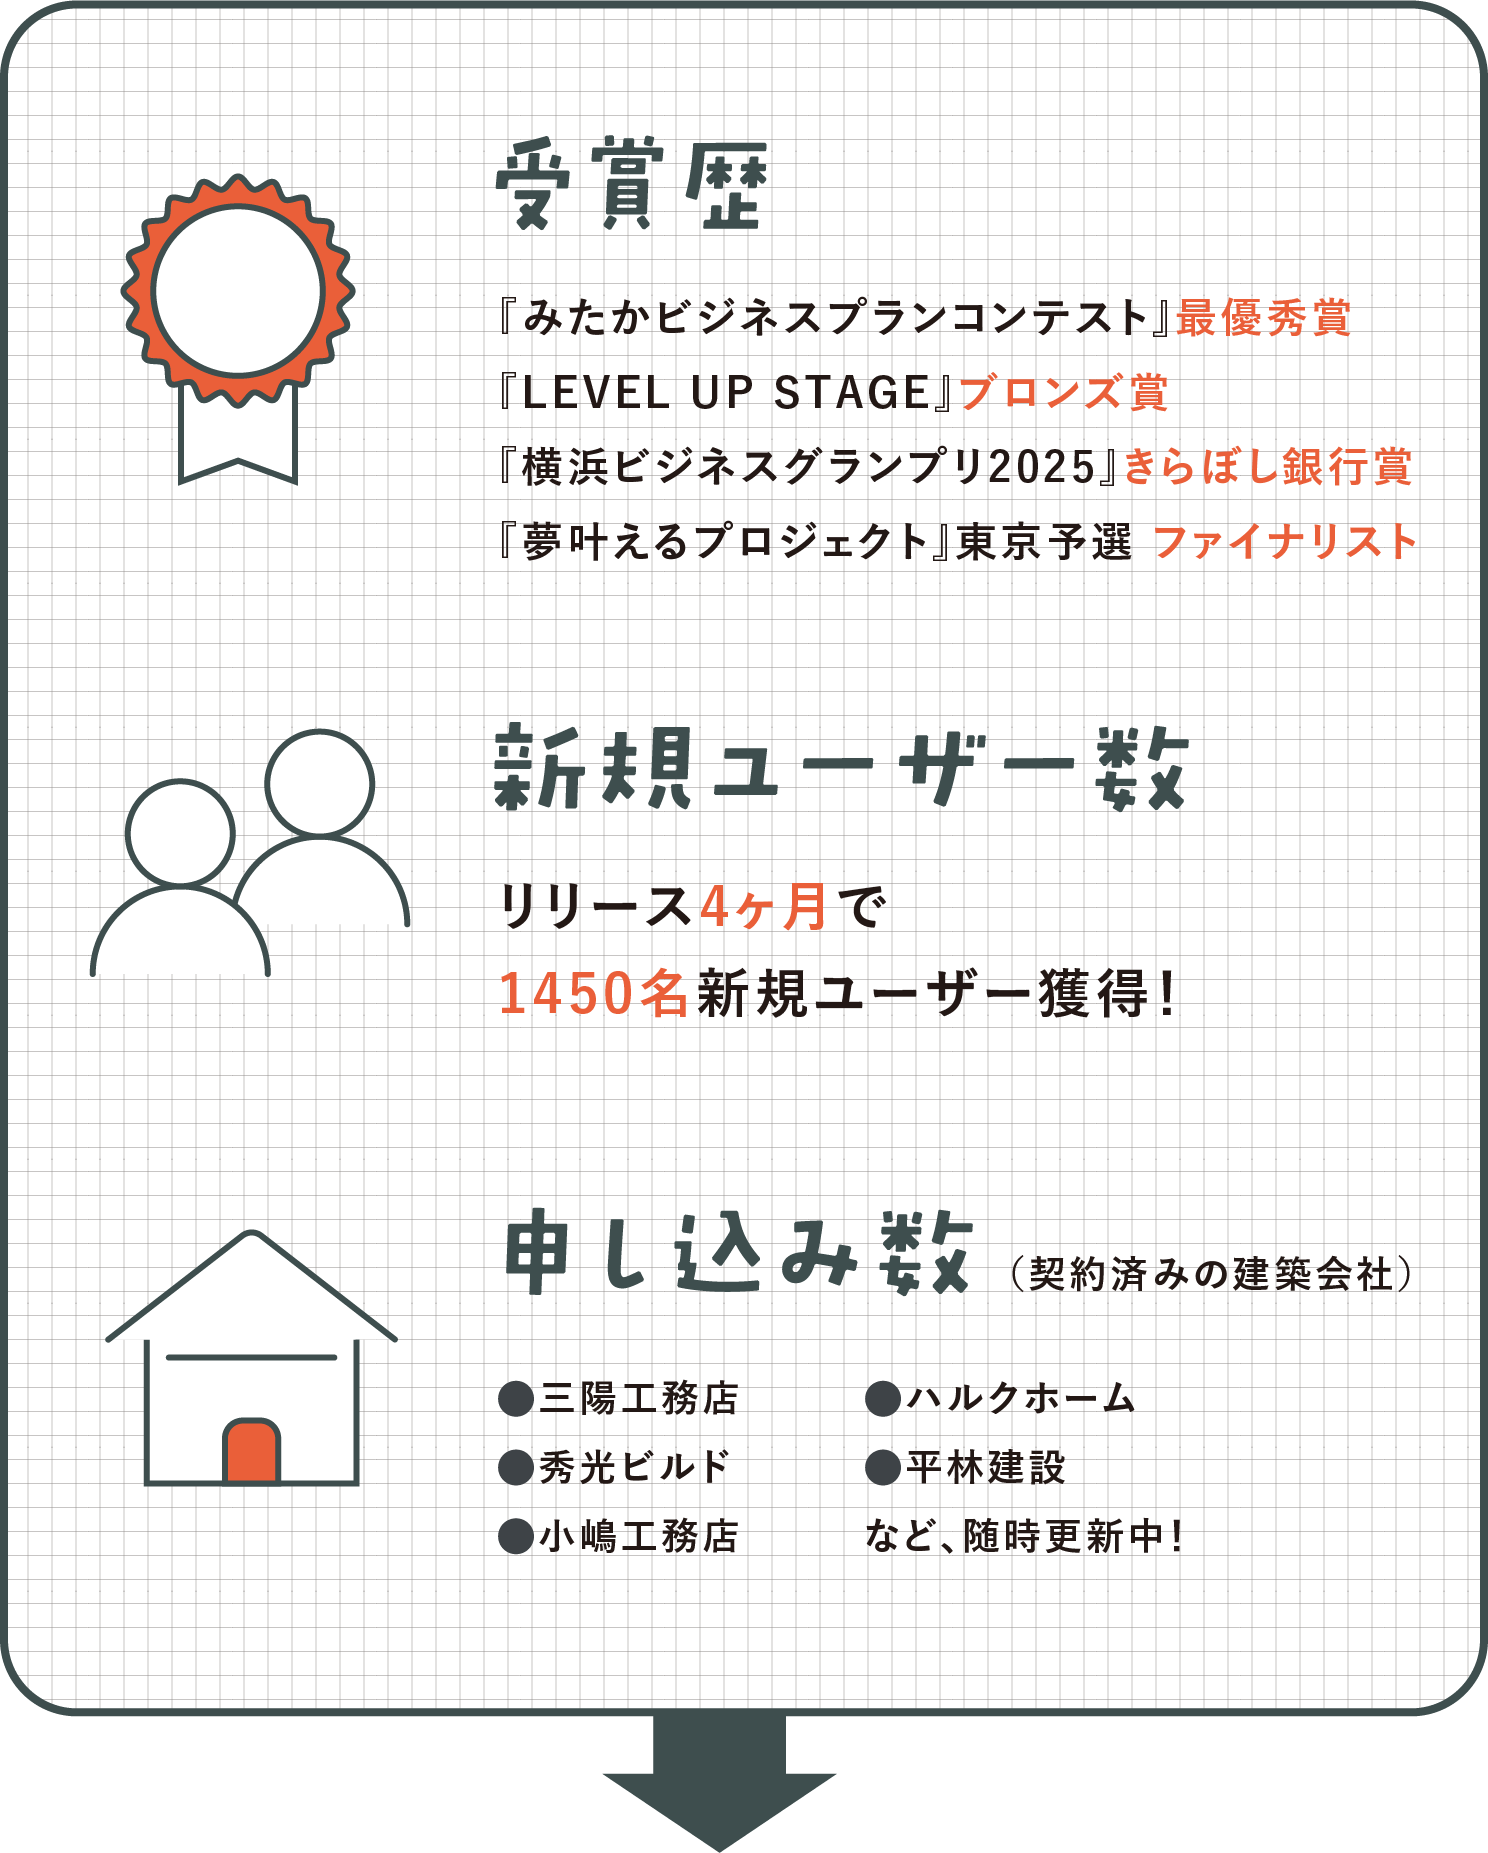 受賞歴
『みたかビジネスプランコンテスト』最優秀賞
『LEVEL UP STAGE』ブロンズ賞
『横浜ビジネスグランプリ2025』きらぼし銀行賞
『夢叶えるプロジェクト』東京予選 ファイナリスト
新規ユーザー数
リリース4ヶ月で
1450名新規ユーザー獲得！
申し込み数（契約済みの建築会社）
●三陽工務店
●秀光ビルド
●小嶋工務店
●ハルクホーム
●平林建設
など、随時更新中！